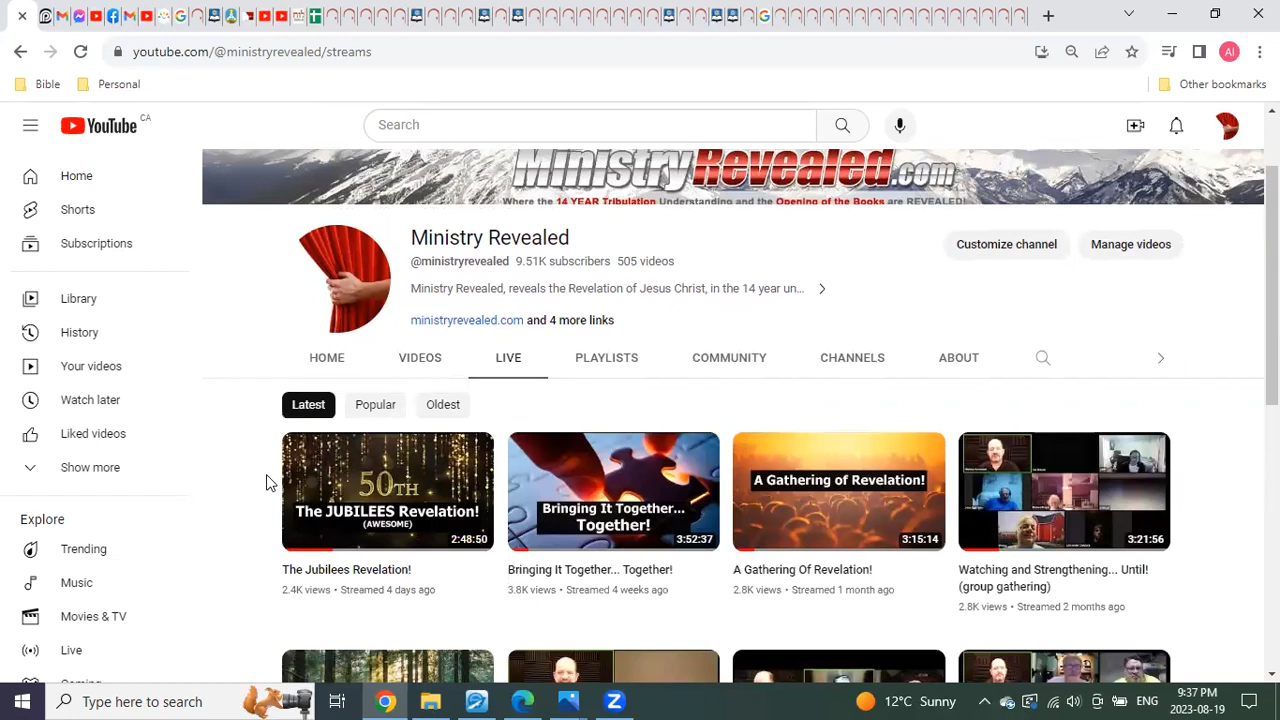 youtube.com/@ministryrevealed/streams
Bible
Personal
Other bookmarks
AI
YouTube CA
Search
MinistryRevealed.com
Where the 14 YEAR Tribulation Understanding and the Opening of the Books are REVEALED!
Home
Shorts
Subscriptions
Library
History
Your videos
Watch later
Liked videos
Show more
Explore
Trending
Music
Movies & TV
Live
Gaming
Ministry Revealed
@ministryrevealed 9.51K subscribers 505 videos
Ministry Revealed, reveals the Revelation of Jesus Christ, in the 14 year un...
ministryrevealed.com and 4 more links
Customize channel
Manage videos
HOME VIDEOS LIVE PLAYLISTS COMMUNITY CHANNELS ABOUT
Latest Popular Oldest
50TH
The JUBILEES Revelation!
(AWESOME)
2:48:50
The Jubilees Revelation!
2.4K views • Streamed 4 days ago
Bringing It Together...
Together!
3:52:37
Bringing It Together... Together!
3.8K views • Streamed 4 weeks ago
A Gathering of Revelation!
3:15:14
A Gathering Of Revelation!
2.8K views • Streamed 1 month ago
3:21:56
Watching and Strengthening... Until!
(group gathering)
2.8K views • Streamed 2 months ago
Type here to search
12°C Sunny
ENG
9:37 PM
2023-08-19